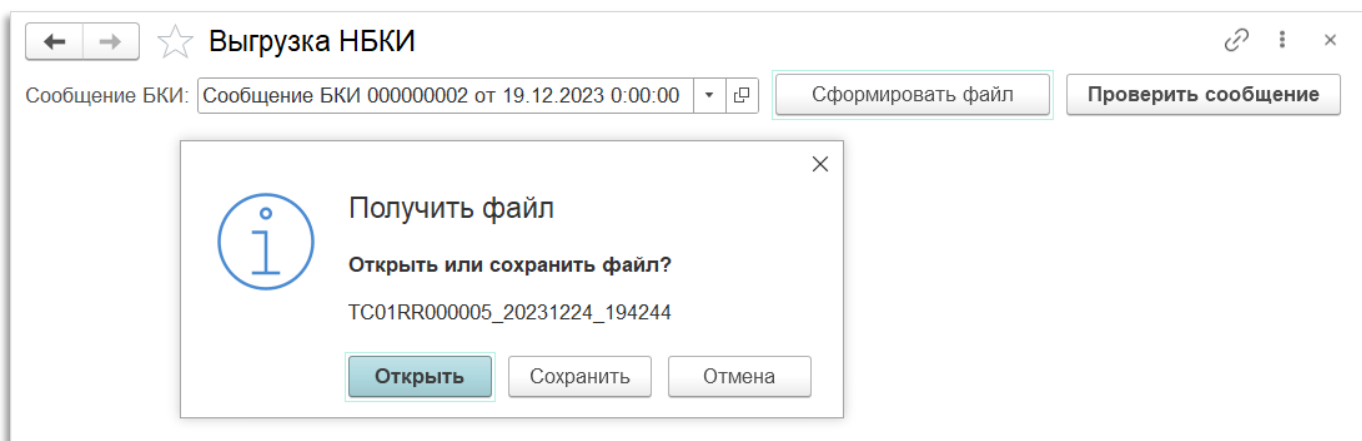 Выгрузка НБКИ
Сообщение БКИ: Сообщение БКИ 000000002 от 19.12.2023 0:00:00 Сформировать файл Проверить сообщение
Получить файл
Открыть или сохранить файл?
TC01RR000005_20231224_194244
Открыть Сохранить Отмена